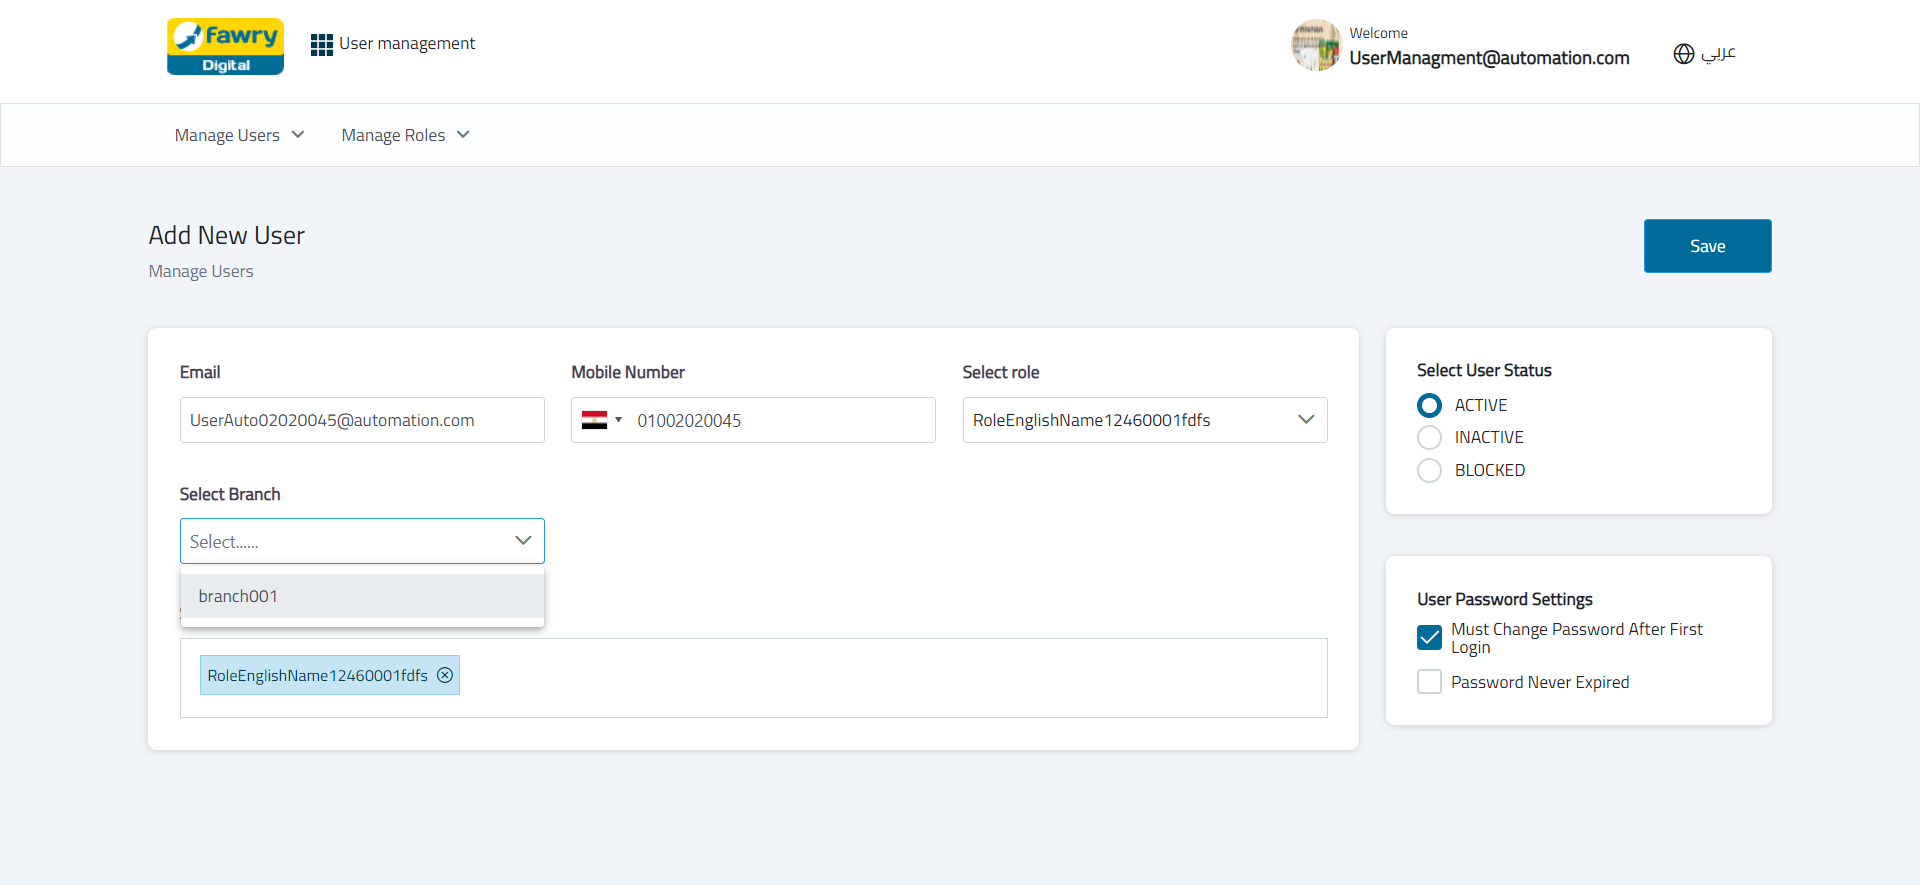 fawry
Digital
User management
Welcome
UserManagment@automation.com
عربي
Manage Users
Manage Roles
Add New User
Manage Users
Save
Email
Mobile Number
Select role
UserAuto02020045@automation.com
01002020045
RoleEnglishName12460001fdfs
Select Branch
Select......
branch001
RoleEnglishName12460001fdfs
Select User Status
ACTIVE
INACTIVE
BLOCKED
User Password Settings
Must Change Password After First
Login
Password Never Expired